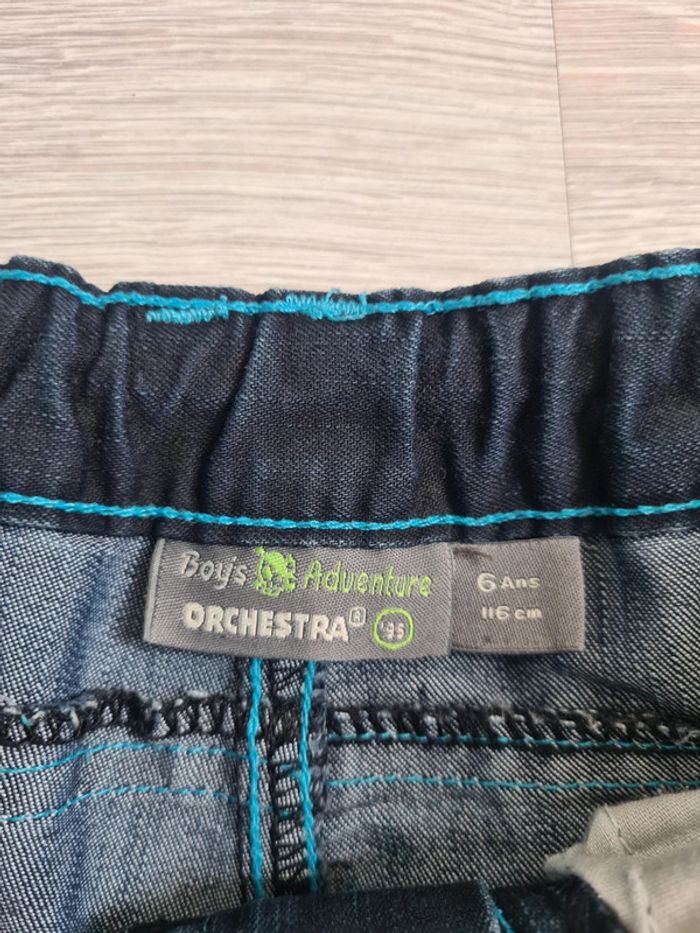 Boy's Adventure
ORCHESTRA® '95
6 Ans
116 cm